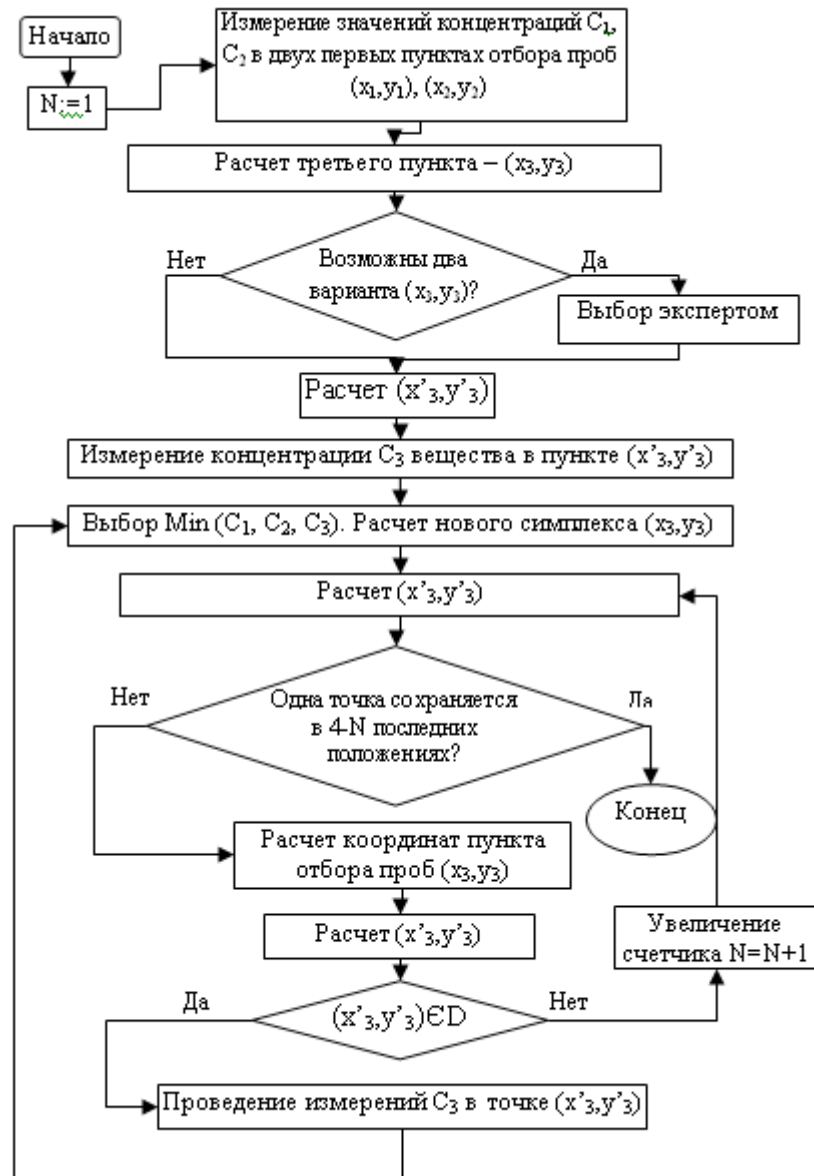 Начало
Измерение значений концентраций C₁,
C₂ в двух первых пунктах отбора проб
(x₁,y₁), (x₂,y₂)
N:=1
Расчет третьего пункта – (x₃,y₃)
Нет
Возможны два
варианта (x₃,y₃)?
Да
Выбор экспертом
Расчет (x’₃,y’₃)
Измерение концентрации C₃ вещества в пункте (x’₃,y’₃)
Выбор Min (C₁, C₂, C₃). Расчет нового симплекса (x₃,y₃)
Расчет (x’₃,y’₃)
Нет
Одна точка сохраняется
в 4-N последних
положениях?
Да
Конец
Расчет координат пункта
отбора проб (x₃,y₃)
Расчет (x’₃,y’₃)
Увеличение
счетчика N=N+1
Да
(x’₃,y’₃)ЄD
Нет
Проведение измерений C₃ в точке (x’₃,y’₃)